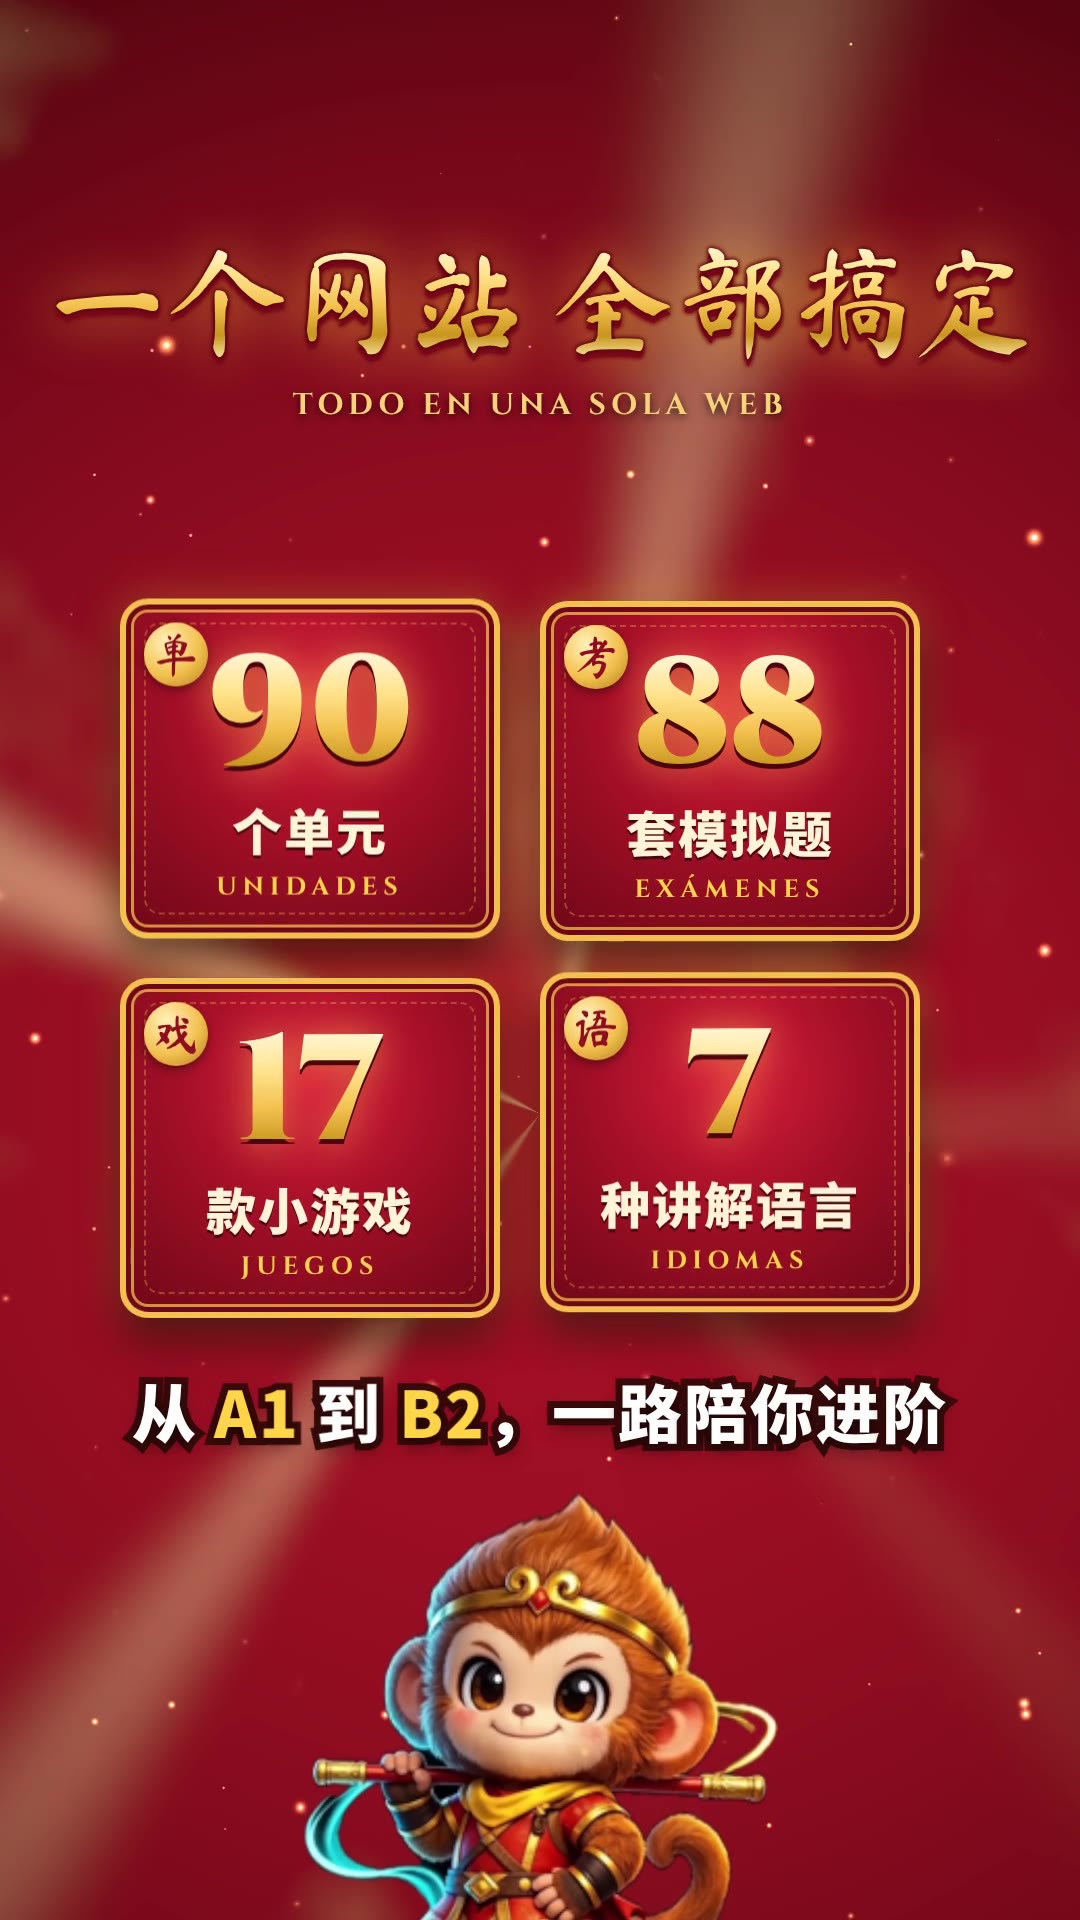 一个网站 全部搞定
TODO EN UNA SOLA WEB
单
90
个单元
UNIDADES
考
88
套模拟题
EXÁMENES
戏
17
款小游戏
JUEGOS
语
7
种讲解语言
IDIOMAS
从 A1 到 B2，一路陪你进阶